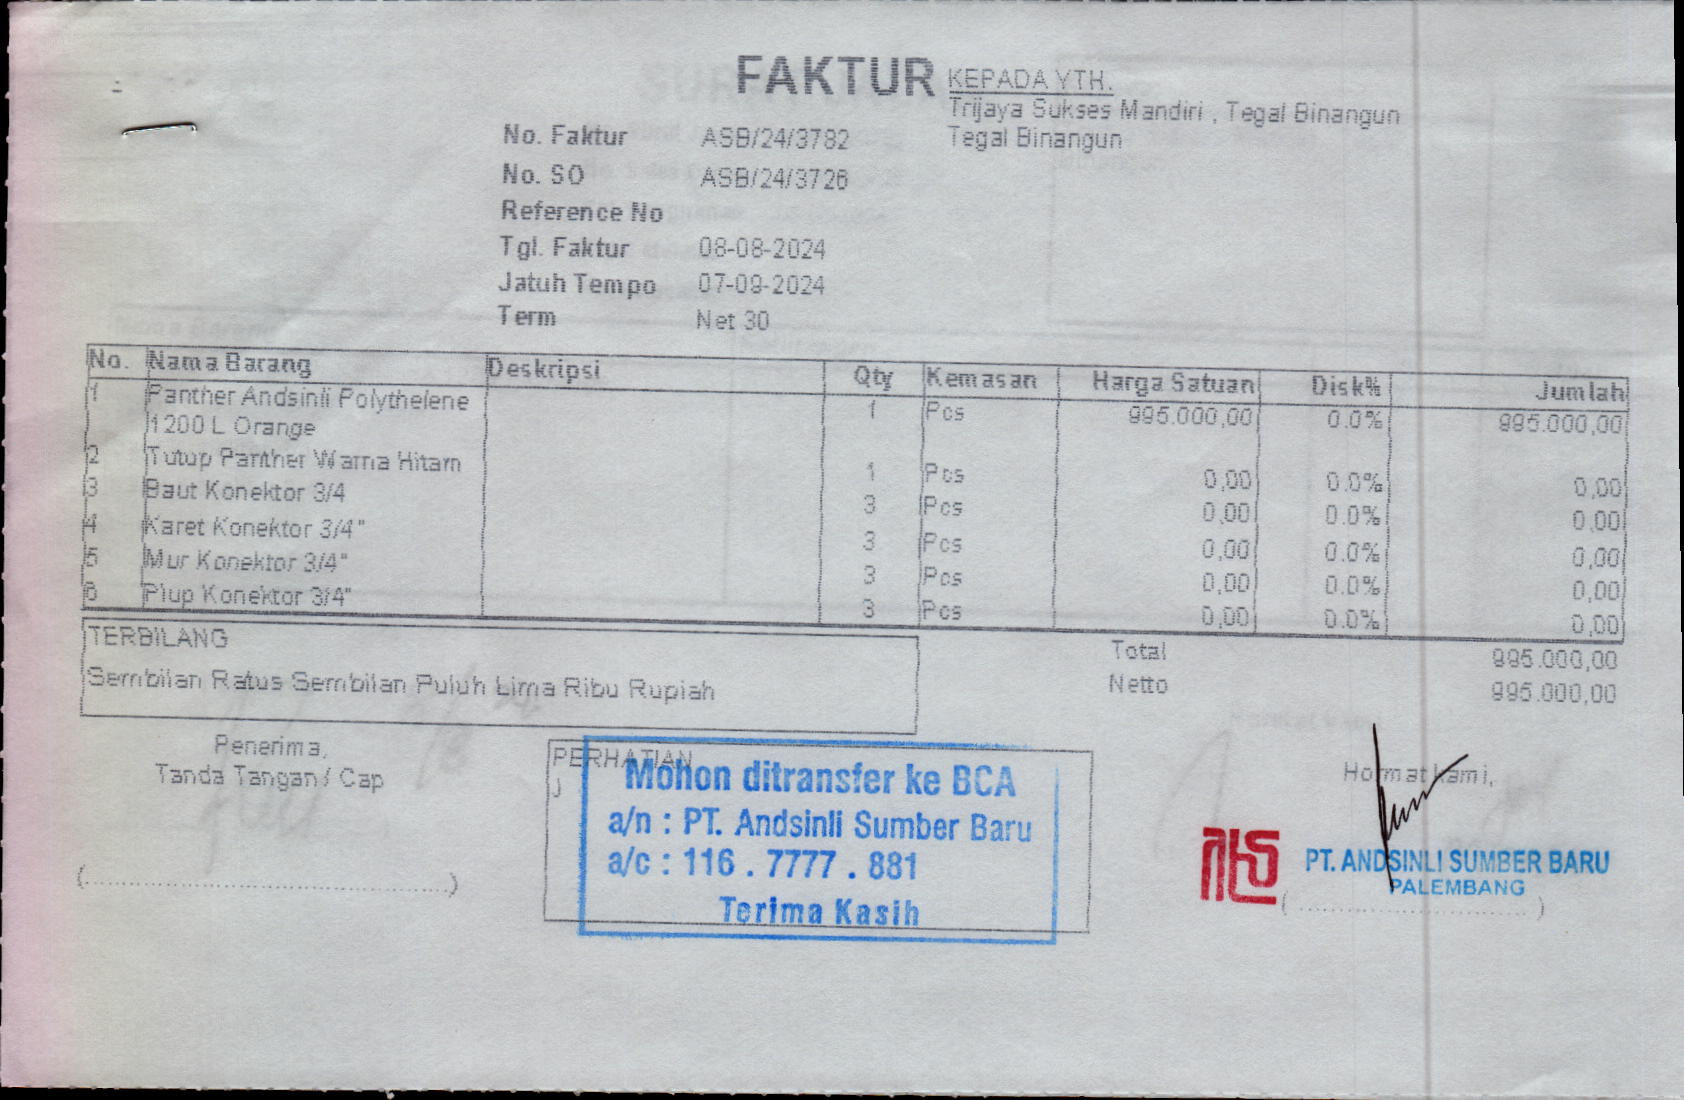 FAKTUR
KEPADA YTH.
Trijaya Sukses Mandiri , Tegal Binangun
Tegal Binangun
No. Faktur ASB/24/3782
No. SO ASB/24/3726
Reference No
Tgl. Faktur 08-08-2024
Jatuh Tempo 07-09-2024
Term Net 30
No. Nama Barang Deskripsi Qty Kemasan Harga Satuan Disk% Jumlah
1 Panther Andsinli Polythelene 1 Pcs 995.000,00 0.0% 995.000,00
1200 L Orange
2 Tutup Panther Warna Hitam 1 Pcs 0,00 0.0% 0,00
3 Baut Konektor 3/4 3 Pcs 0,00 0.0% 0,00
4 Karet Konektor 3/4" 3 Pcs 0,00 0.0% 0,00
5 Mur Konektor 3/4" 3 Pcs 0,00 0.0% 0,00
6 Plup Konektor 3/4" 3 Pcs 0,00 0.0% 0,00
TERBILANG
Sembilan Ratus Sembilan Puluh Lima Ribu Rupiah
Total 995.000,00
Netto 995.000,00
Penerima,
Tanda Tangan / Cap
(..........................................................)
PERHATIAN
Mohon ditransfer ke BCA
a/n : PT. Andsinli Sumber Baru
a/c : 116 . 7777 . 881
Terima Kasih
Hormat kami,
PT. ANDSINLI SUMBER BARU
PALEMBANG
(....................................)